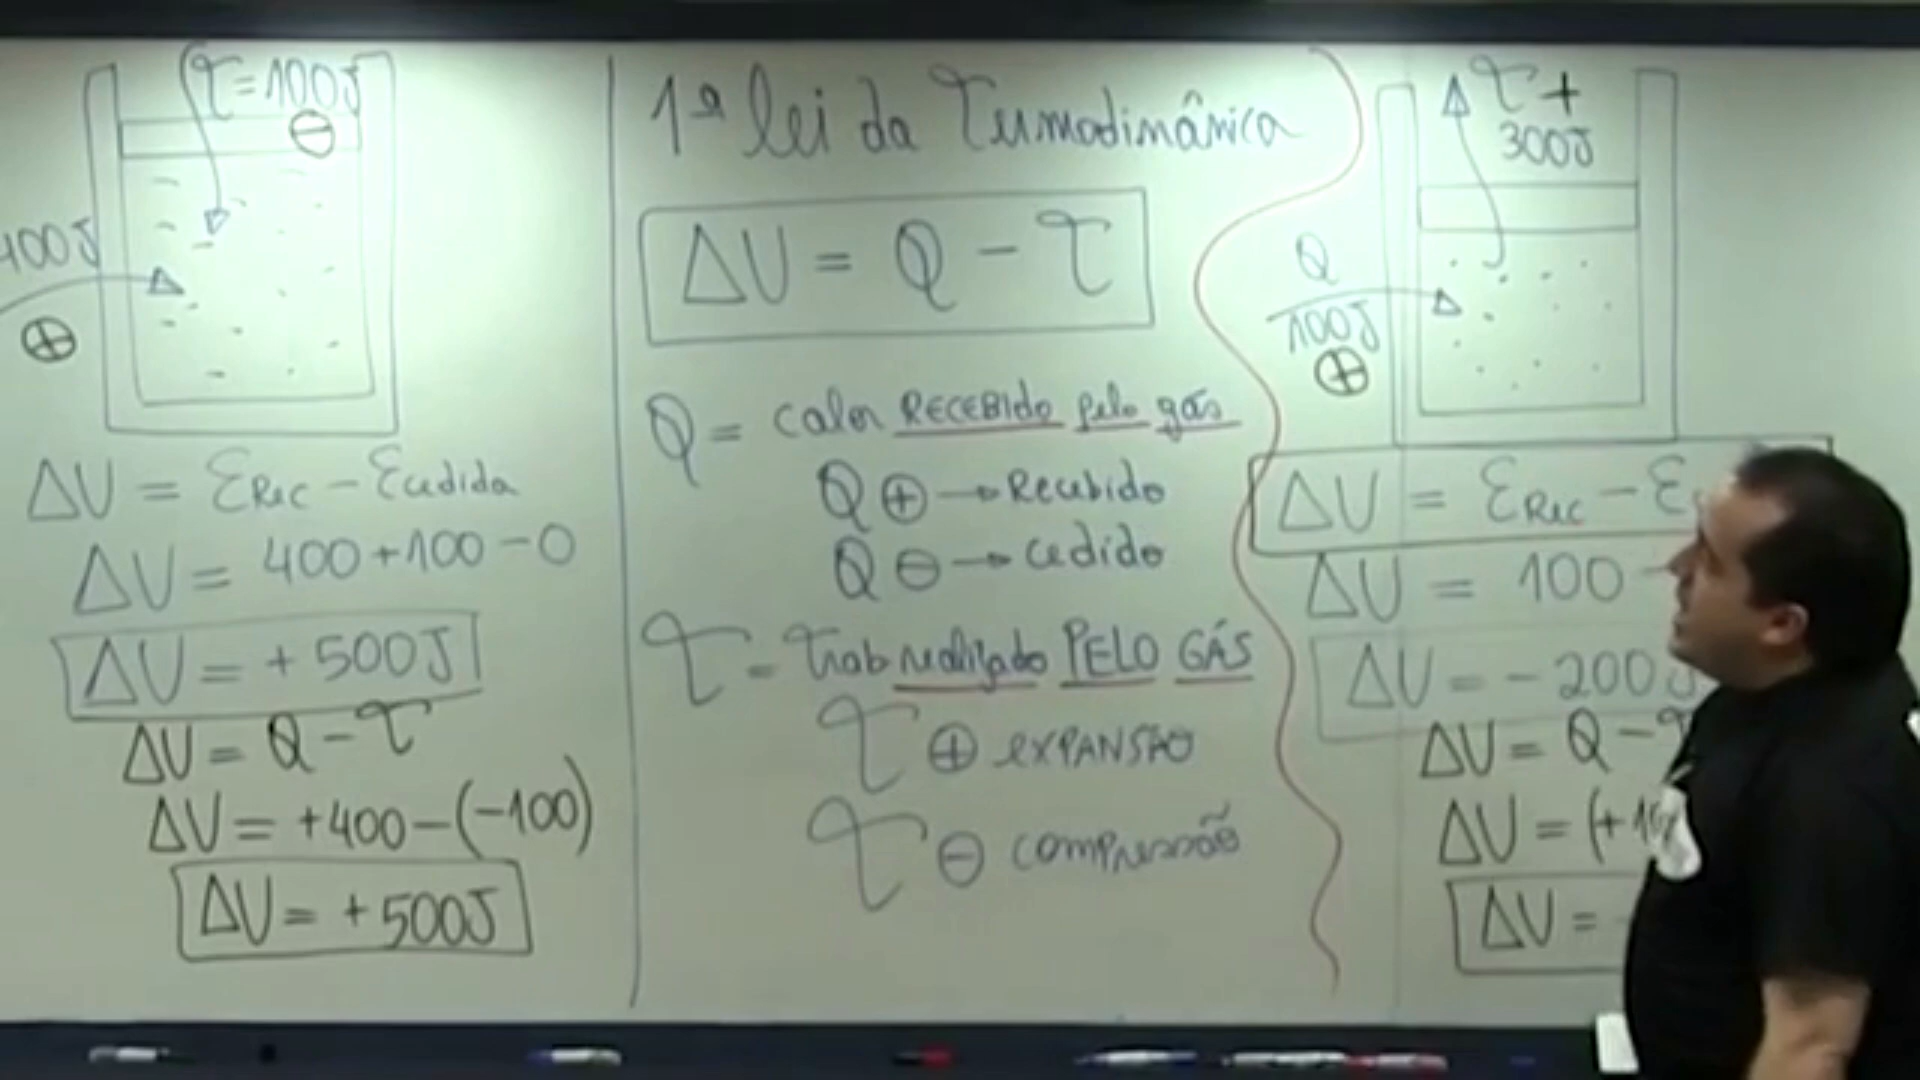 τ = 100J
⊖
400J
⊕
ΔU = ERec - Ecedida
ΔU = 400 + 100 - 0
ΔU = + 500J
ΔU = Q - τ
ΔU = +400 - (-100)
ΔU = + 500J
1ª lei da Termodinâmica
ΔU = Q - τ
Q = calor RECEBIDO pelo gás
Q ⊕ → Recebido
Q ⊖ → cedido
τ = Trab realizado PELO GÁS
τ ⊕ EXPANSÃO
τ ⊖ compressão
τ +
300J
Q
100J
⊕
ΔU = ERec - E
ΔU = 100 -
ΔU = - 200J
ΔU = Q - τ
ΔU = (+10
ΔU = -